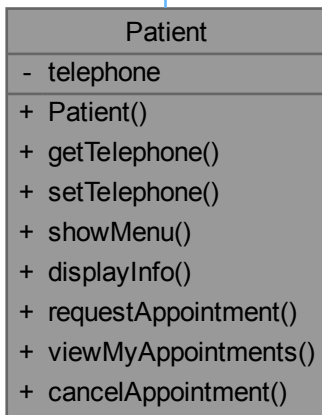 Patient
- telephone
+ Patient()
+ getTelephone()
+ setTelephone()
+ showMenu()
+ displayInfo()
+ requestAppointment()
+ viewMyAppointments()
+ cancelAppointment()